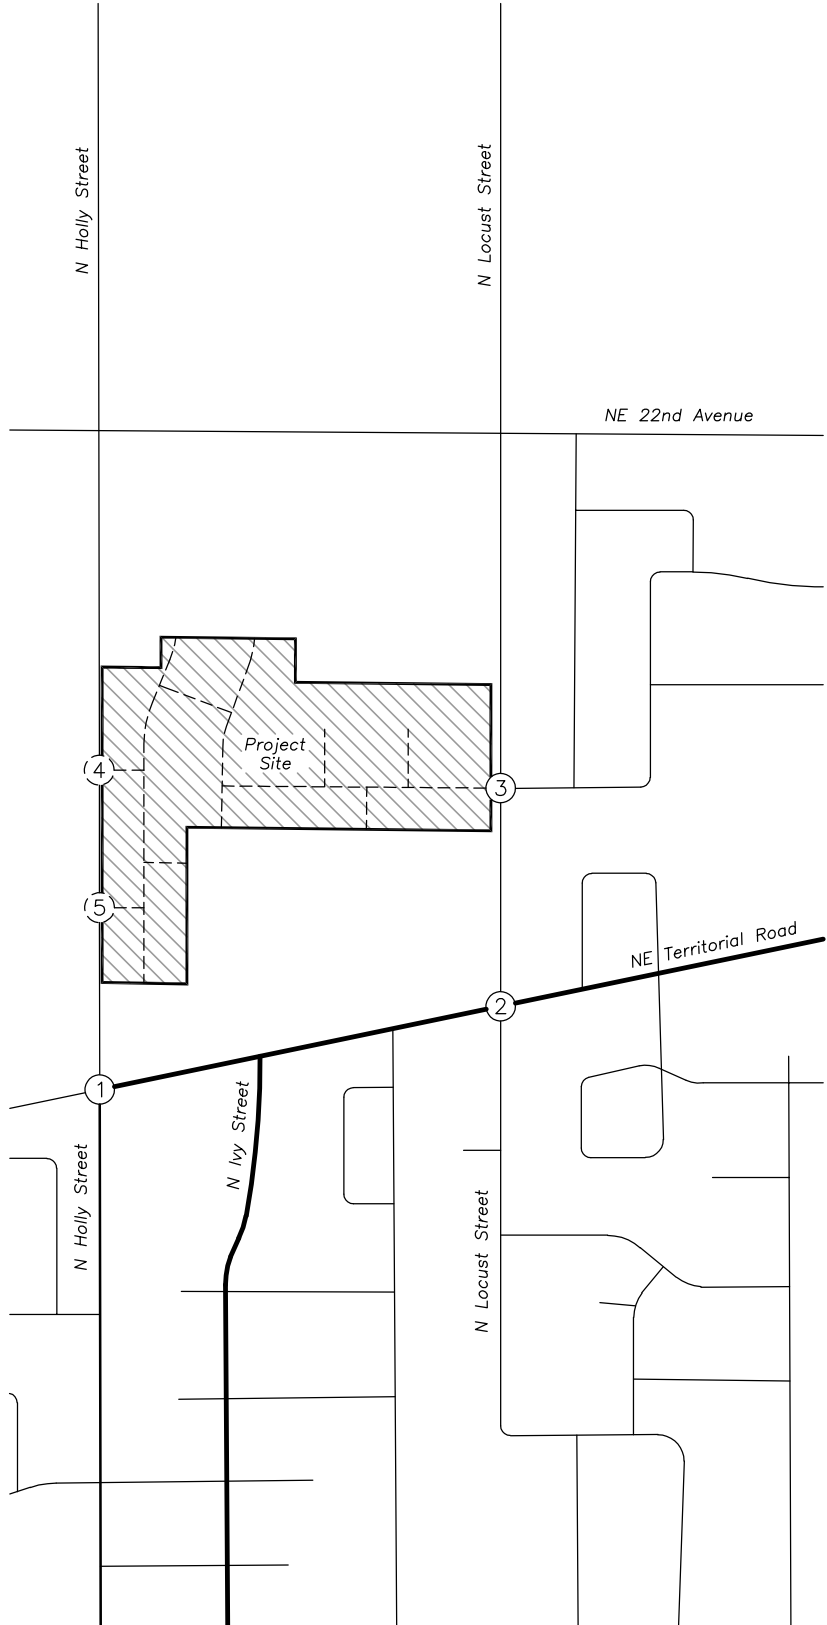 N Holly Street
N Locust Street
NE 22nd Avenue
Project
Site
4
3
5
NE Territorial Road
2
1
N Ivy Street
N Holly Street
N Locust Street